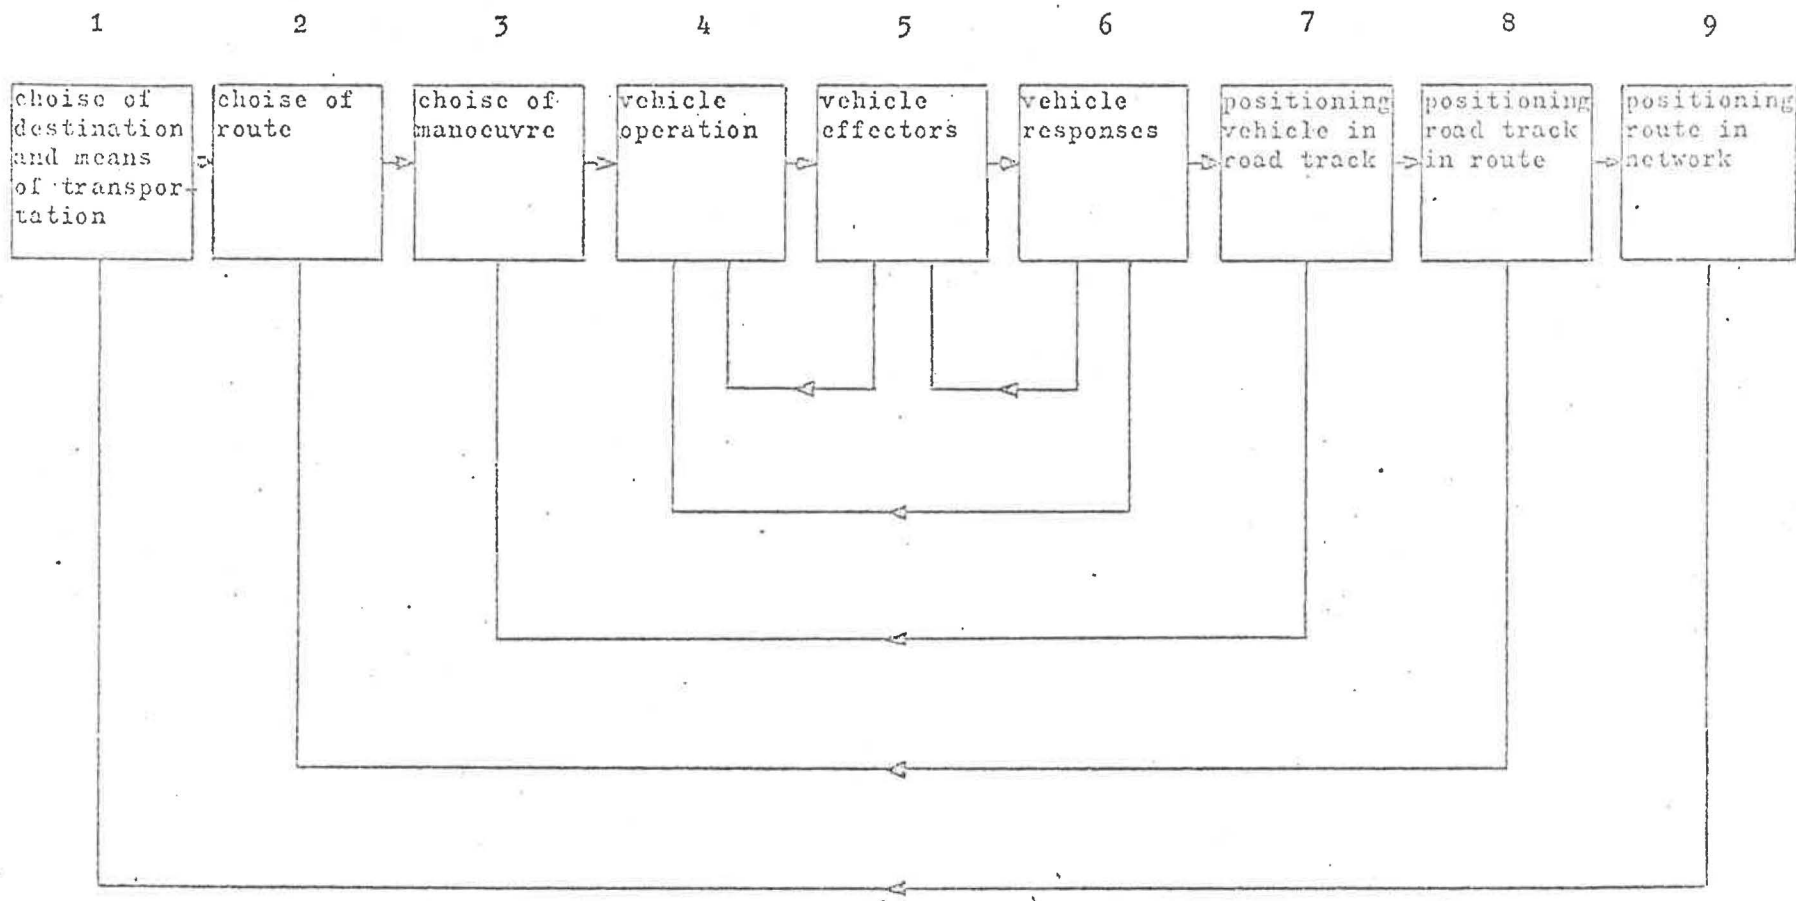 1 2 3 4 5 6 7 8 9
choise of
destination
and means
of transpor-
tation
choise of
route
choise of
manoeuvre
vehicle
operation
vehicle
effectors
vehicle
responses
positioning
vehicle in
road track
positioning
road track
in route
positioning
route in
network